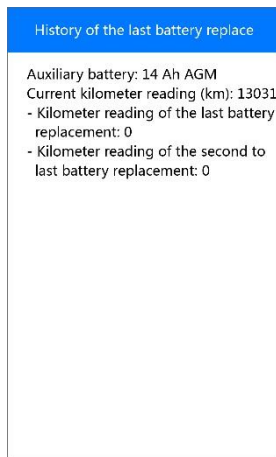 History of the last battery replace
Auxiliary battery: 14 Ah AGM
Current kilometer reading (km): 13031
- Kilometer reading of the last battery
replacement: 0
- Kilometer reading of the second to
last battery replacement: 0